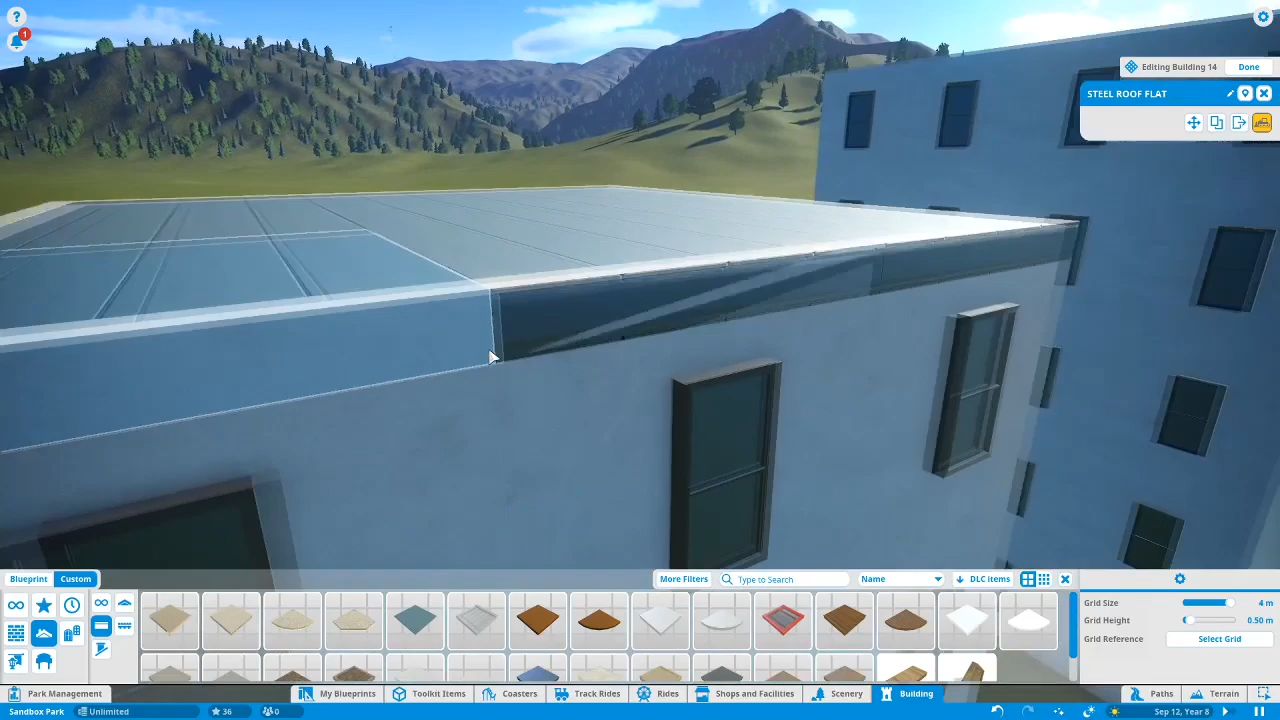 ?
1
Editing Building 14 Done
STEEL ROOF FLAT
Blueprint Custom More Filters Type to Search Name DLC items
Grid Size 4 m
Grid Height 0.50 m
Grid Reference Select Grid
Park Management My Blueprints Toolkit Items Coasters Track Rides Rides Shops and Facilities Scenery Building Paths Terrain
Sandbox Park Unlimited 36 0 Sep 12, Year 8